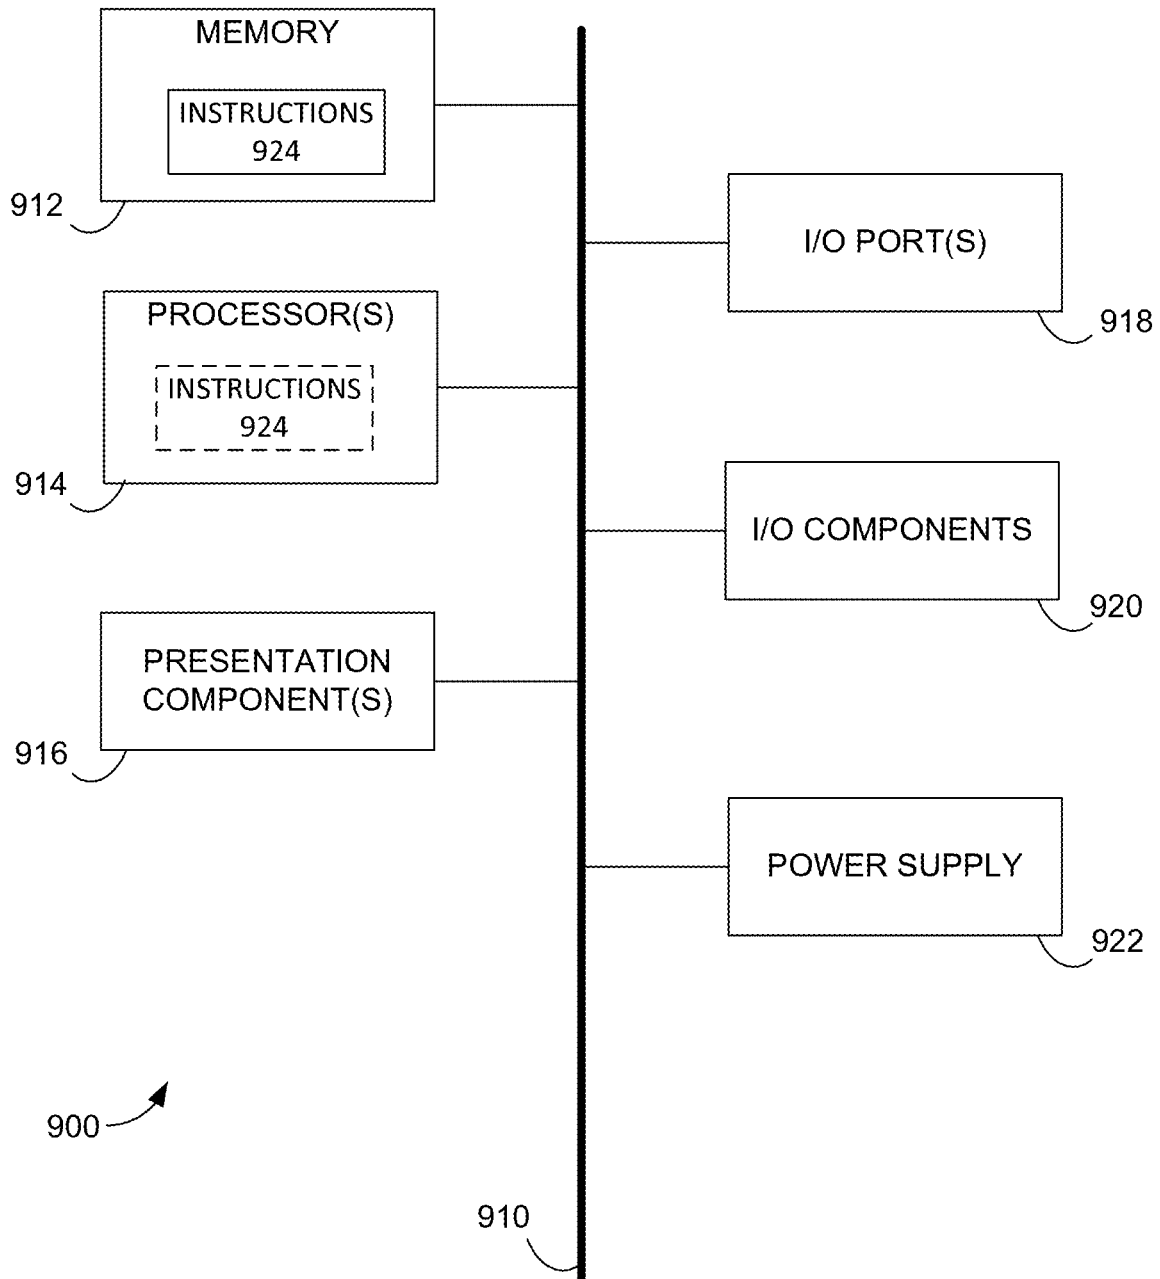 MEMORY
INSTRUCTIONS
924
912
I/O PORT(S)
918
PROCESSOR(S)
INSTRUCTIONS
924
914
I/O COMPONENTS
920
PRESENTATION
COMPONENT(S)
916
POWER SUPPLY
922
900
910